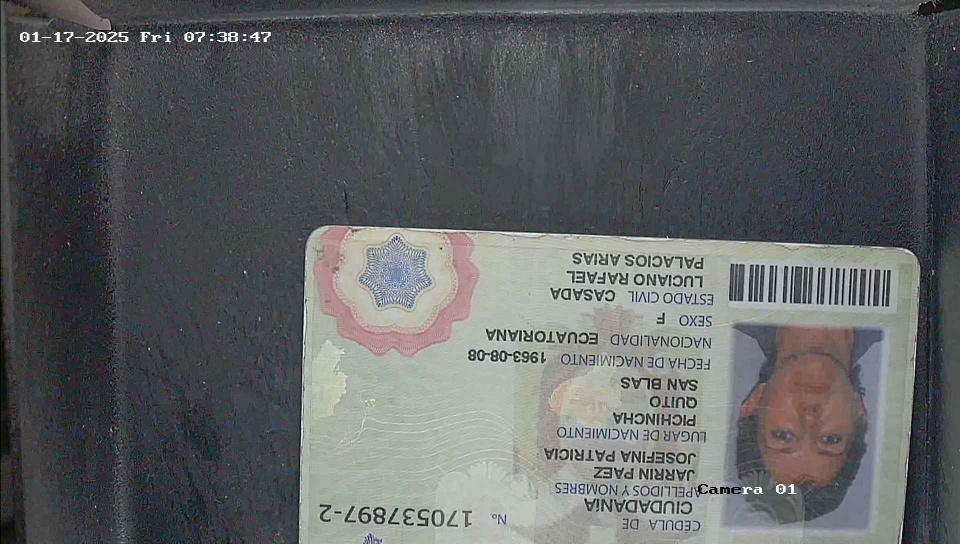 01-17-2025 Fri 07:38:47
CÉDULA DE
CIUDADANÍA
No. 170537897-2
APELLIDOS Y NOMBRES
JARRIN PAEZ
JOSEFINA PATRICIA
LUGAR DE NACIMIENTO
PICHINCHA
QUITO
SAN BLAS
FECHA DE NACIMIENTO 1963-08-08
NACIONALIDAD ECUATORIANA
SEXO F
ESTADO CIVIL CASADA
LUCIANO RAFAEL
PALACIOS ARIAS
Camera 01